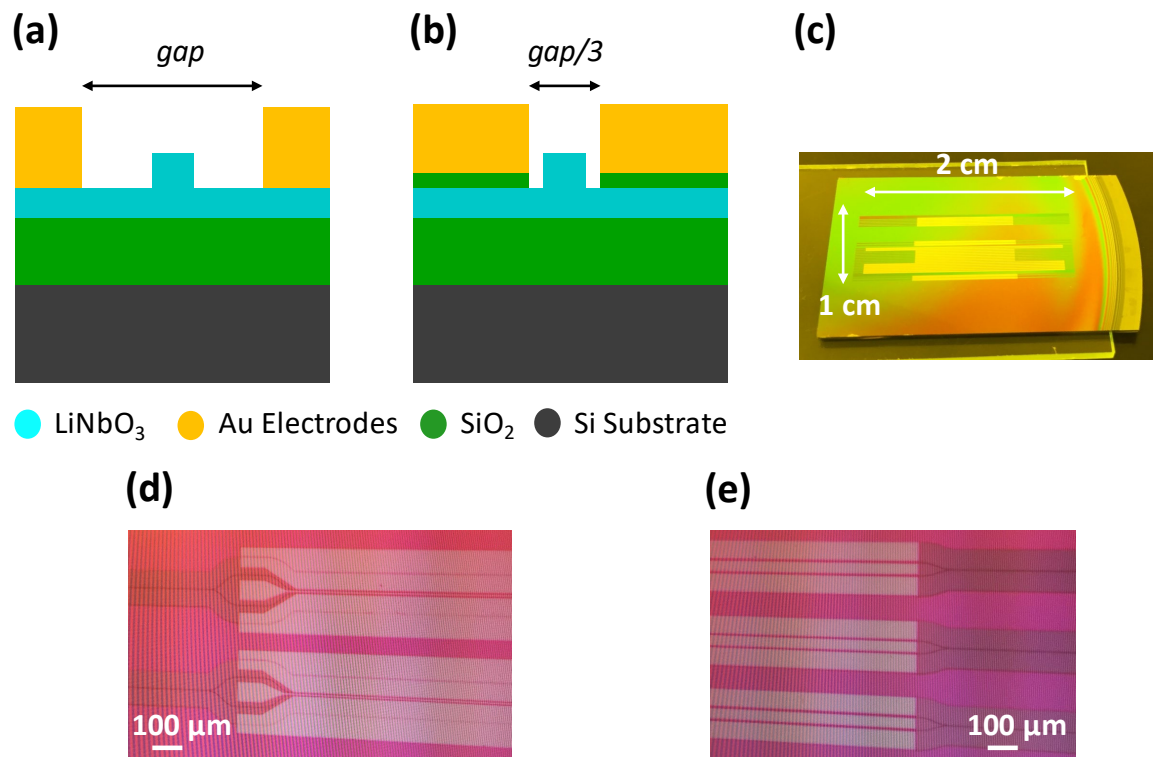 (a)
gap
(b)
gap/3
(c)
2 cm
1 cm
LiNbO₃
Au Electrodes
SiO₂
Si Substrate
(d)
100 μm
(e)
100 μm